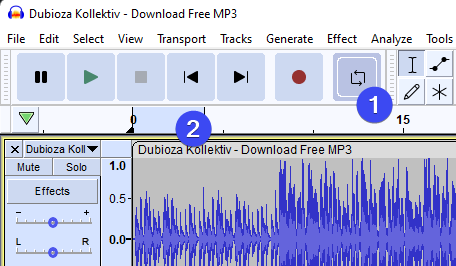 Dubioza Kollektiv - Download Free MP3
File Edit Select View Transport Tracks Generate Effect Analyze Tools
1
0 15
2
Dubioza Koll Dubioza Kollektiv - Download Free MP3
Mute Solo 1.0
Effects 0.5
- +
L R 0.0